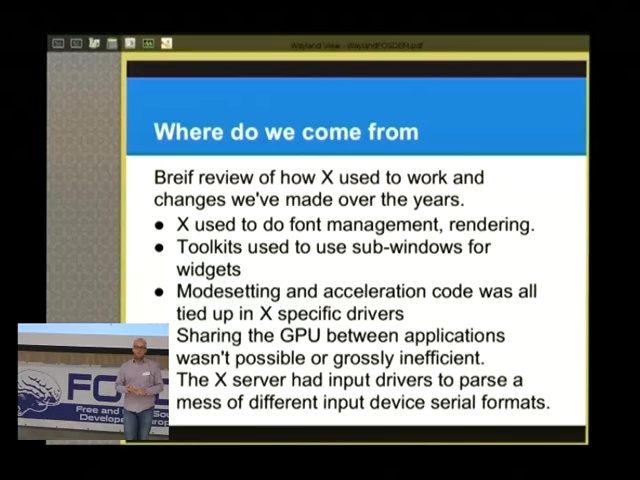 Wayland View - WaylandFOSDEM.pdf
Where do we come from
Breif review of how X used to work and
changes we've made over the years.
● X used to do font management, rendering.
● Toolkits used to use sub-windows for
widgets
● Modesetting and acceleration code was all
tied up in X specific drivers
Sharing the GPU between applications
wasn't possible or grossly inefficient.
The X server had input drivers to parse a
mess of different input device serial formats.
FOS
Free and
Sou
Develope
urop